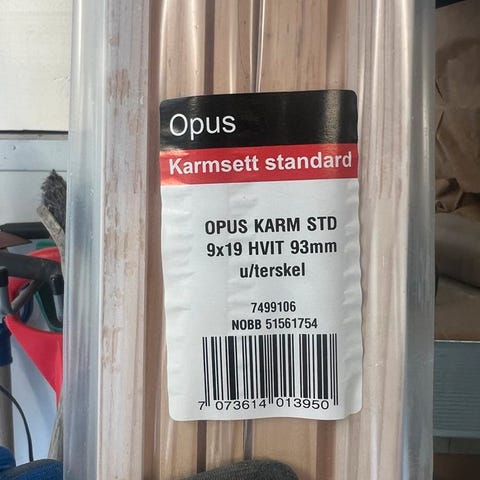 Opus
Karmsett standard
OPUS KARM STD
9x19 HVIT 93mm
u/terskel
7499106
NOBB 51561754
7 073614 013950